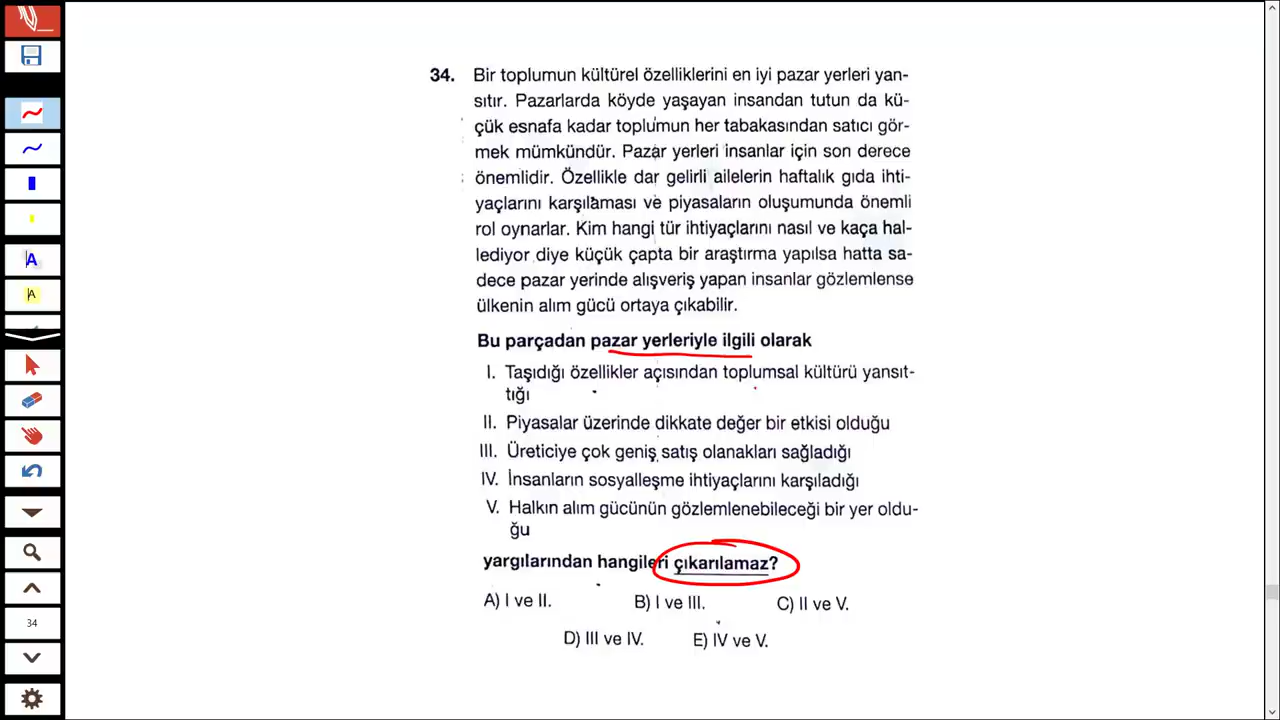 34. Bir toplumun kültürel özelliklerini en iyi pazar yerleri yan-
sıtır. Pazarlarda köyde yaşayan insandan tutun da kü-
çük esnafa kadar toplumun her tabakasından satıcı gör-
mek mümkündür. Pazar yerleri insanlar için son derece
önemlidir. Özellikle dar gelirli ailelerin haftalık gıda ihti-
yaçlarını karşılaması ve piyasaların oluşumunda önemli
rol oynarlar. Kim hangi tür ihtiyaçlarını nasıl ve kaça hal-
lediyor diye küçük çapta bir araştırma yapılsa hatta sa-
dece pazar yerinde alışveriş yapan insanlar gözlemlense
ülkenin alım gücü ortaya çıkabilir.
Bu parçadan pazar yerleriyle ilgili olarak
I. Taşıdığı özellikler açısından toplumsal kültürü yansıt-
tığı
II. Piyasalar üzerinde dikkate değer bir etkisi olduğu
III. Üreticiye çok geniş satış olanakları sağladığı
IV. İnsanların sosyalleşme ihtiyaçlarını karşıladığı
V. Halkın alım gücünün gözlemlenebileceği bir yer oldu-
ğu
yargılarından hangileri çıkarılamaz?
A) I ve II. B) I ve III. C) II ve V.
D) III ve IV. E) IV ve V.
A
A
34